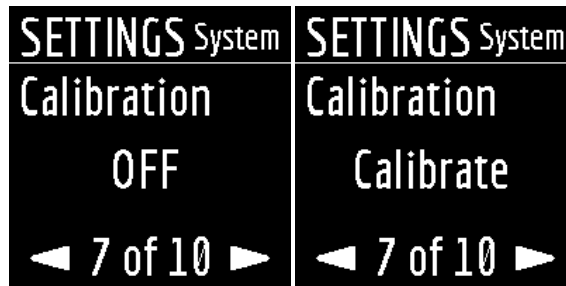 SETTINGS System
Calibration
OFF
◄ 7 of 10 ►
SETTINGS System
Calibration
Calibrate
◄ 7 of 10 ►